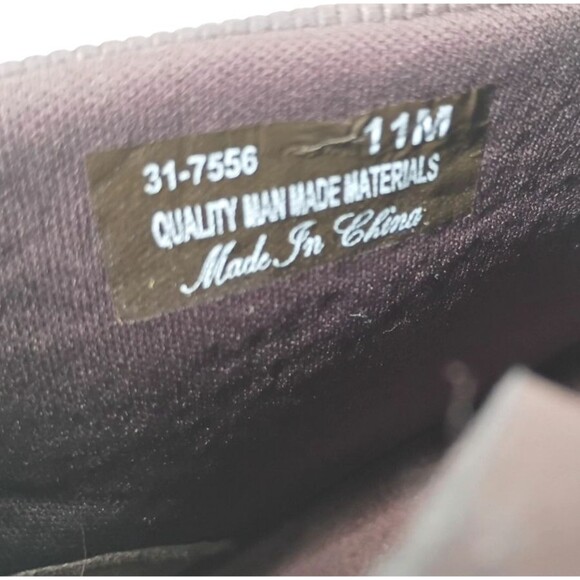 31-7556 11M
QUALITY MAN MADE MATERIALS
Made In China